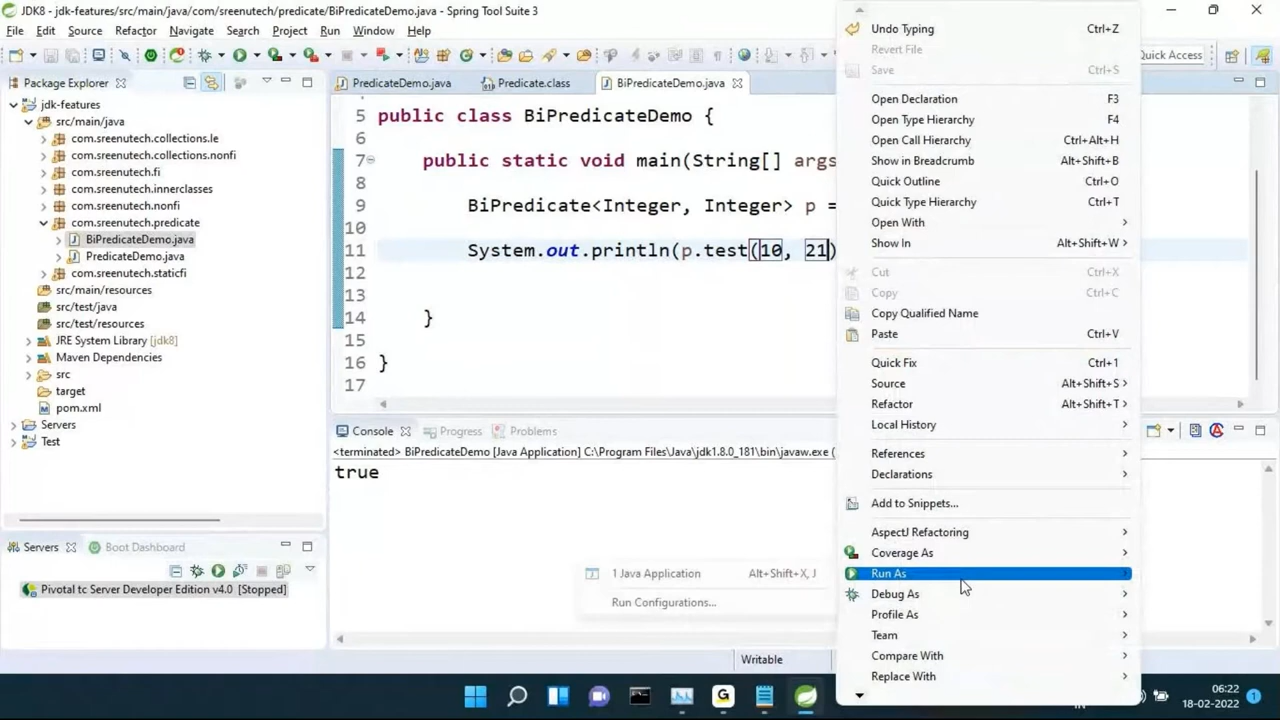 JDK8 - jdk-features/src/main/java/com/sreenutech/predicate/BiPredicateDemo.java - Spring Tool Suite 3
File Edit Source Refactor Navigate Search Project Run Window Help
Quick Access
Package Explorer
PredicateDemo.java
Predicate.class
BiPredicateDemo.java
jdk-features
src/main/java
com.sreenutech.collections.le
com.sreenutech.collections.nonfi
com.sreenutech.fi
com.sreenutech.innerclasses
com.sreenutech.nonfi
com.sreenutech.predicate
BiPredicateDemo.java
PredicateDemo.java
com.sreenutech.staticfi
src/main/resources
src/test/java
src/test/resources
JRE System Library [jdk8]
Maven Dependencies
src
target
pom.xml
Servers
Test
5 public class BiPredicateDemo {
6
7 public static void main(String[] args
8
9 BiPredicate<Integer, Integer> p =
10
11 System.out.println(p.test(10, 21)
12
13
14 }
15
16 }
17
Console
Progress
Problems
<terminated> BiPredicateDemo [Java Application] C:\Program Files\Java\jdk1.8.0_181\bin\javaw.exe (
true
Servers
Boot Dashboard
Pivotal tc Server Developer Edition v4.0 [Stopped]
1 Java Application Alt+Shift+X, J
Run Configurations...
Undo Typing Ctrl+Z
Revert File
Save Ctrl+S
Open Declaration F3
Open Type Hierarchy F4
Open Call Hierarchy Ctrl+Alt+H
Show in Breadcrumb Alt+Shift+B
Quick Outline Ctrl+O
Quick Type Hierarchy Ctrl+T
Open With
Show In Alt+Shift+W
Cut Ctrl+X
Copy Ctrl+C
Copy Qualified Name
Paste Ctrl+V
Quick Fix Ctrl+1
Source Alt+Shift+S
Refactor Alt+Shift+T
Local History
References
Declarations
Add to Snippets...
AspectJ Refactoring
Coverage As
Run As
Debug As
Profile As
Team
Compare With
Replace With
Writable
06:22
18-02-2022